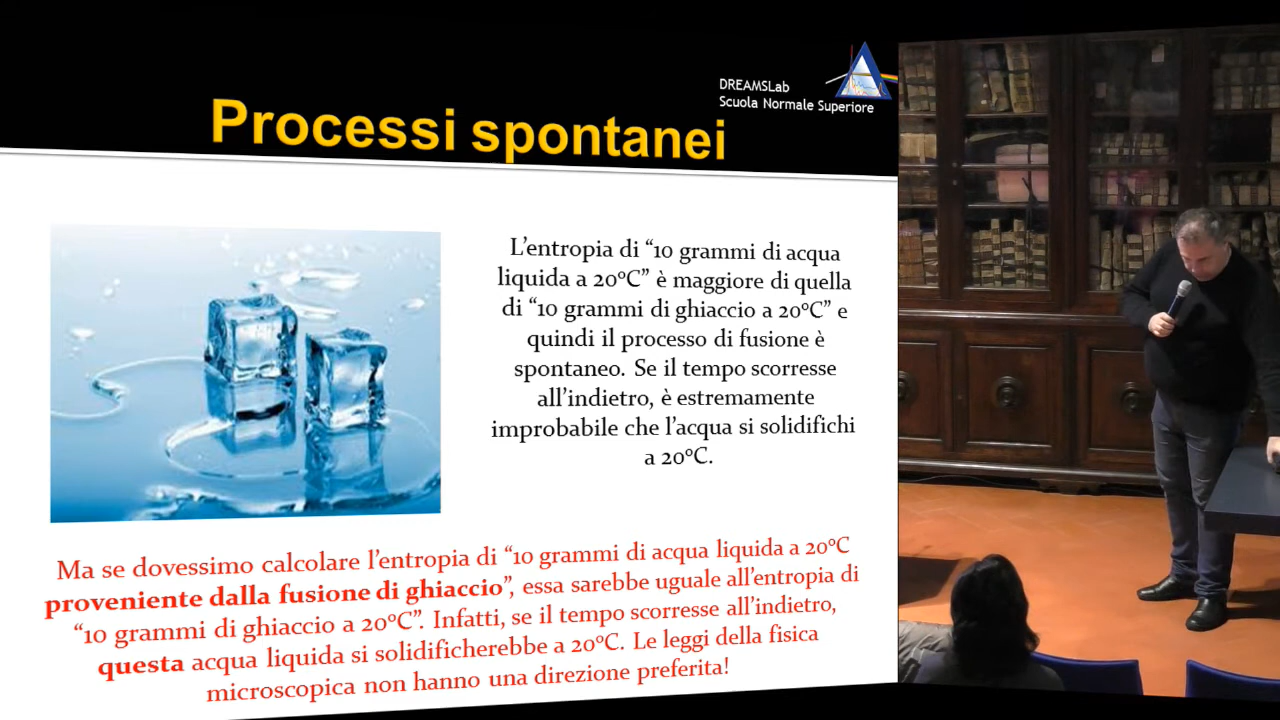 DREAMSLab
Scuola Normale Superiore
Processi spontanei
L’entropia di “10 grammi di acqua
liquida a 20°C” è maggiore di quella
di “10 grammi di ghiaccio a 20°C” e
quindi il processo di fusione è
spontaneo. Se il tempo scorresse
all’indietro, è estremamente
improbabile che l’acqua si solidifichi
a 20°C.
Ma se dovessimo calcolare l’entropia di “10 grammi di acqua liquida a 20°C
proveniente dalla fusione di ghiaccio”, essa sarebbe uguale all’entropia di
“10 grammi di ghiaccio a 20°C”. Infatti, se il tempo scorresse all’indietro,
questa acqua liquida si solidificherebbe a 20°C. Le leggi della fisica
microscopica non hanno una direzione preferita!